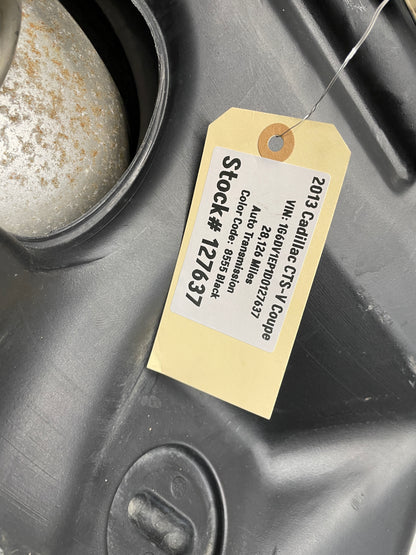 2013 Cadillac CTS-V Coupe
VIN: 1G6DV1EP1D0127637
28,126 Miles
Auto Transmission
Color Code: 8555 Black
Stock# 127637